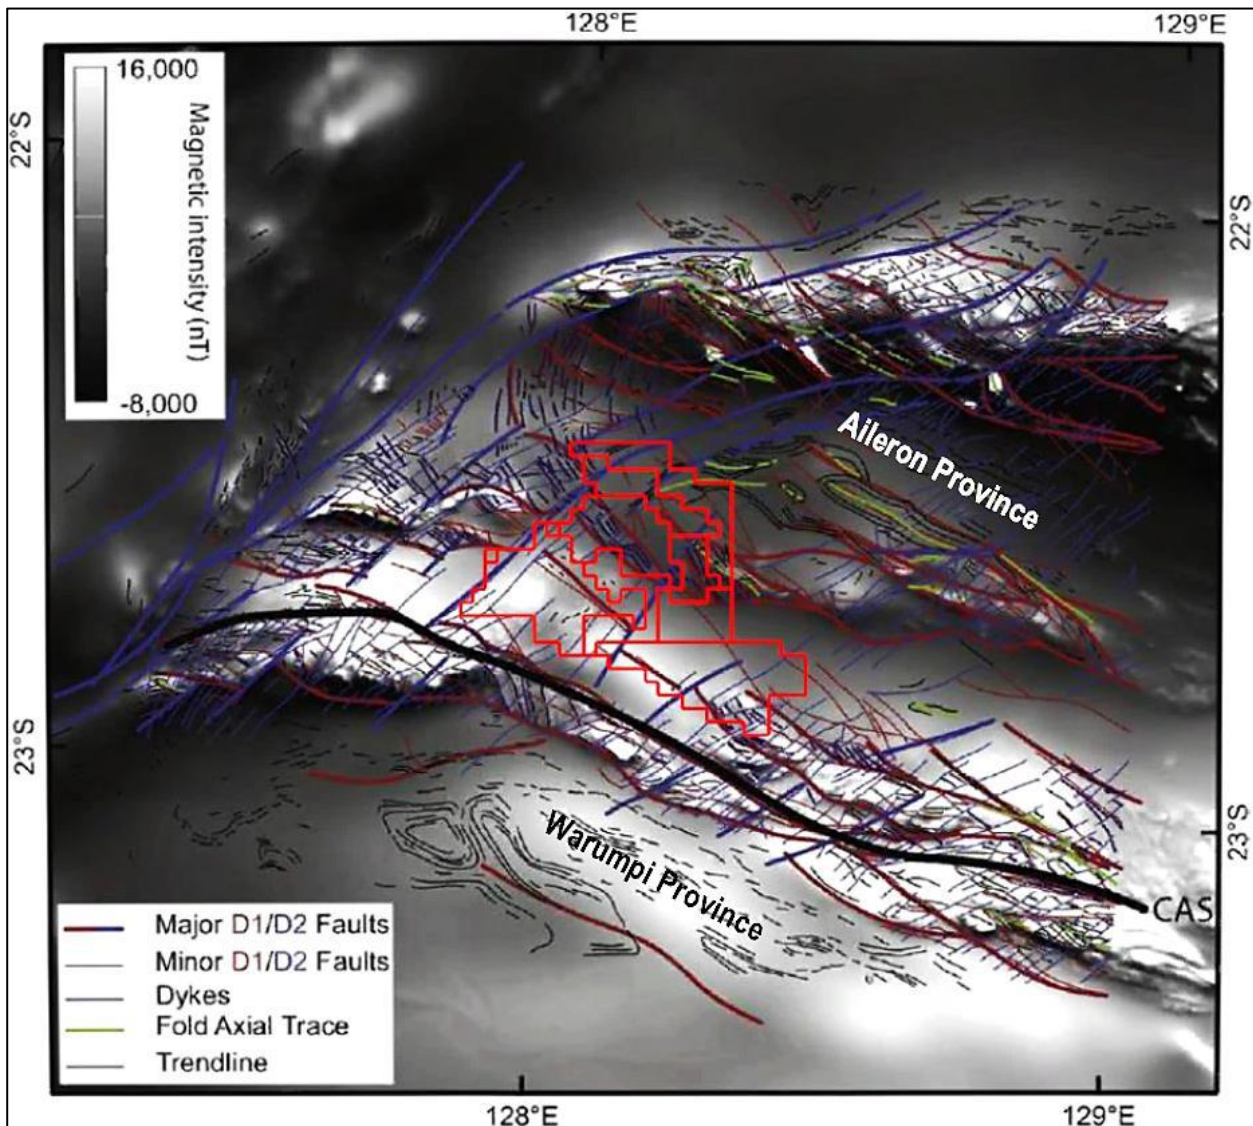 128°E
129°E
16,000
Magnetic intensity (nT)
-8,000
22°S
22°S
Aileron Province
23°S
23°S
Warumpi Province
CAS
Major D1/D2 Faults
Minor D1/D2 Faults
Dykes
Fold Axial Trace
Trendline
128°E
129°E